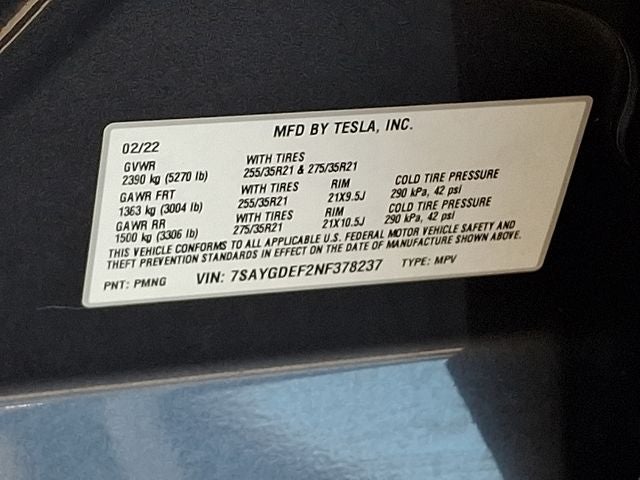 MFD BY TESLA, INC.
02/22
GVWR WITH TIRES
2390 kg (5270 lb) 255/35R21 & 275/35R21
GAWR FRT WITH TIRES RIM COLD TIRE PRESSURE
1363 kg (3004 lb) 255/35R21 21X9.5J 290 kPa, 42 psi
GAWR RR WITH TIRES RIM COLD TIRE PRESSURE
1500 kg (3306 lb) 275/35R21 21X10.5J 290 kPa, 42 psi
THIS VEHICLE CONFORMS TO ALL APPLICABLE U.S. FEDERAL MOTOR VEHICLE SAFETY AND
THEFT PREVENTION STANDARDS IN EFFECT ON THE DATE OF MANUFACTURE SHOWN ABOVE.
PNT: PMNG VIN: 7SAYGDEF2NF378237 TYPE: MPV